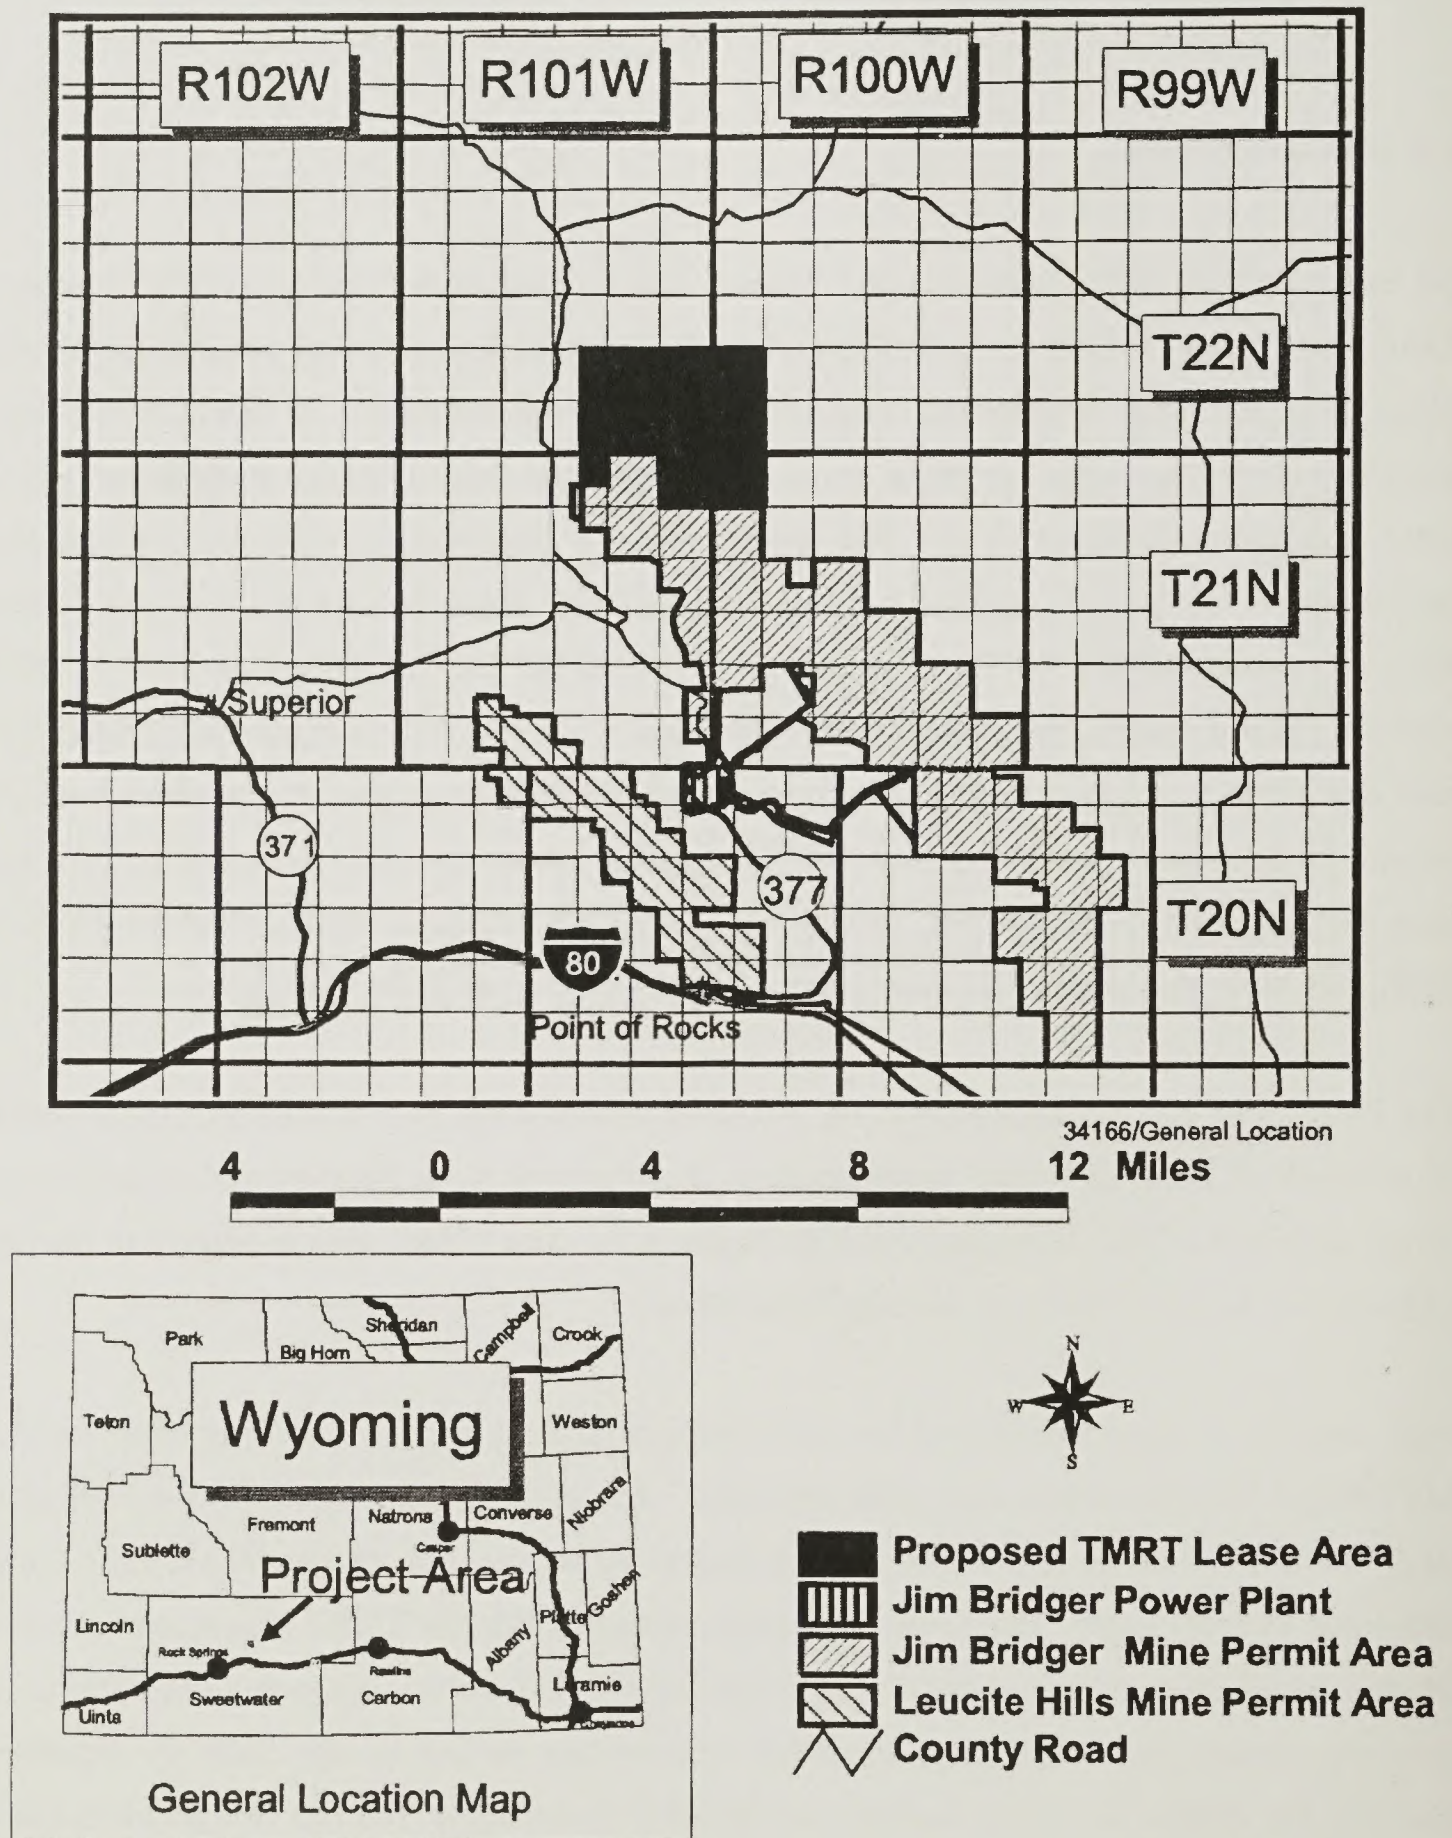 R102W R101W R100W R99W
T22N
T21N
Superior
371
377
T20N
80
Point of Rocks
34166/General Location
4 0 4 8 12 Miles
Park
Big Horn
Sheridan
Campbell
Crook
Teton
Wyoming
Weston
Sublette
Fremont
Natrona
Converse
Niobrara
Casper
Project Area
Lincoln
Platte
Goshen
Rock Springs
Rawlins
Albany
Uinta
Sweetwater
Carbon
Laramie
General Location Map
N
W E
S
Proposed TMRT Lease Area
Jim Bridger Power Plant
Jim Bridger Mine Permit Area
Leucite Hills Mine Permit Area
County Road